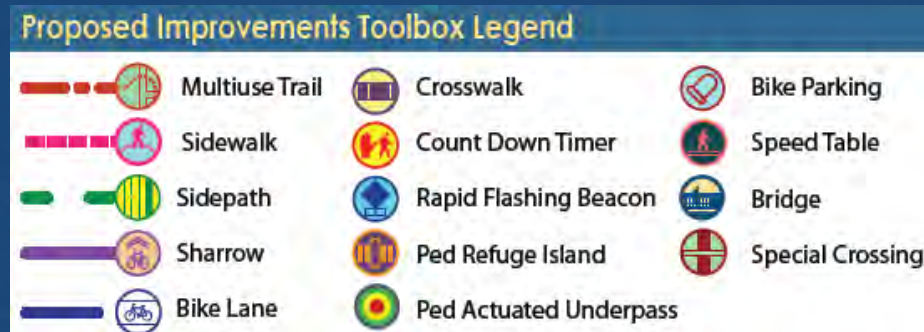 Proposed Improvements Toolbox Legend
Multiuse Trail
Sidewalk
Sidepath
Sharrow
Bike Lane
Crosswalk
Count Down Timer
Rapid Flashing Beacon
Ped Refuge Island
Ped Actuated Underpass
Bike Parking
Speed Table
Bridge
Special Crossing